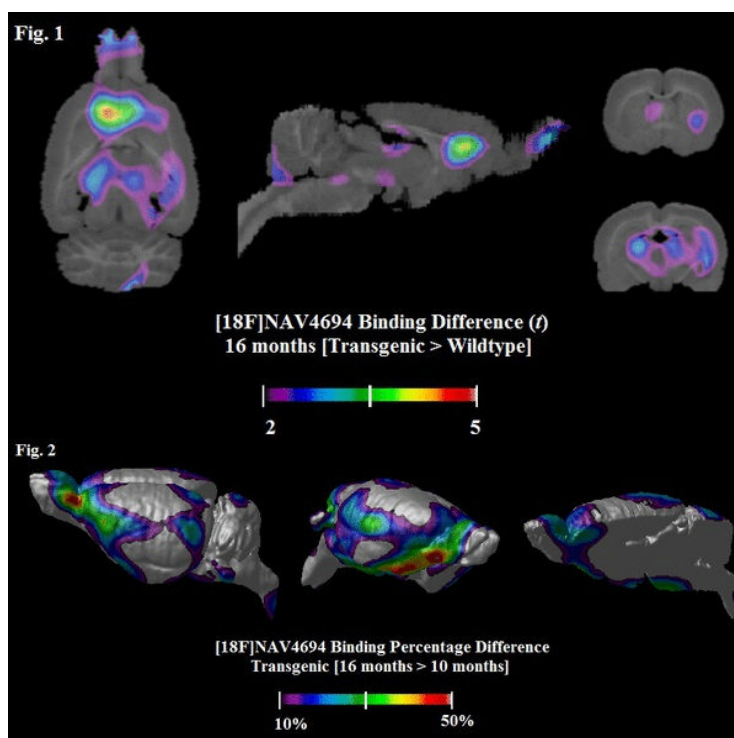 Fig. 1
[18F]NAV4694 Binding Difference (t)
16 months [Transgenic > Wildtype]
2 5
Fig. 2
[18F]NAV4694 Binding Percentage Difference
Transgenic [16 months > 10 months]
10% 50%